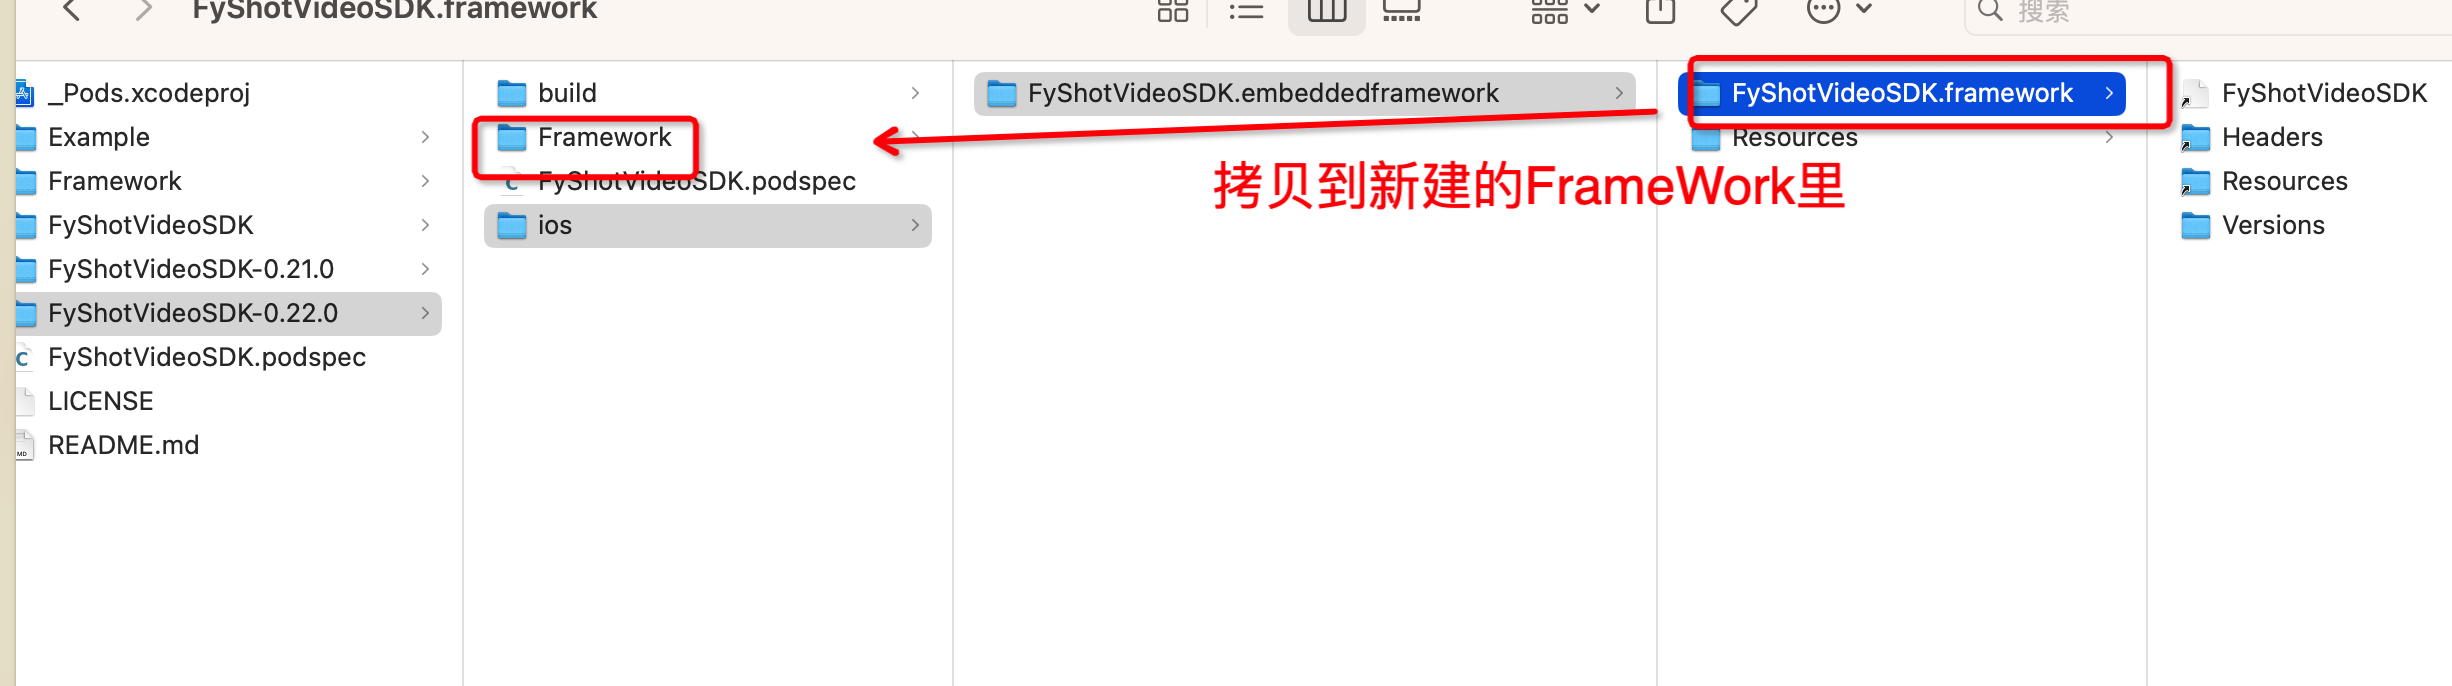 FyShotVideoSDK.framework
搜索
_Pods.xcodeproj
Example
Framework
FyShotVideoSDK
FyShotVideoSDK-0.21.0
FyShotVideoSDK-0.22.0
FyShotVideoSDK.podspec
LICENSE
README.md
build
Framework
FyShotVideoSDK.podspec
ios
FyShotVideoSDK.embeddedframework
FyShotVideoSDK.framework
Resources
拷贝到新建的FrameWork里
FyShotVideoSDK
Headers
Resources
Versions